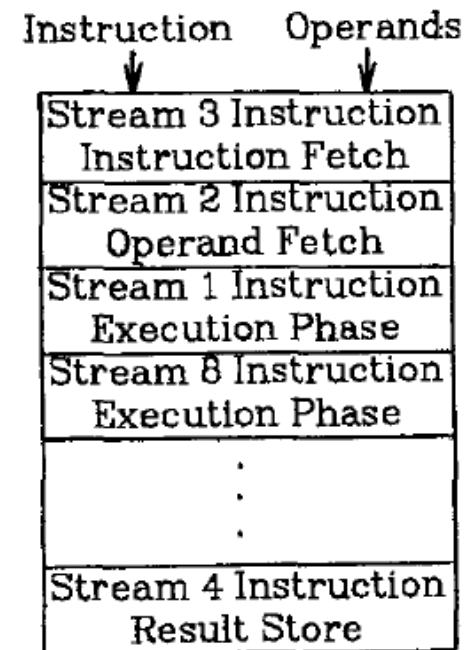 Instruction Operands
Stream 3 Instruction
Instruction Fetch
Stream 2 Instruction
Operand Fetch
Stream 1 Instruction
Execution Phase
Stream 8 Instruction
Execution Phase
.
.
.
Stream 4 Instruction
Result Store